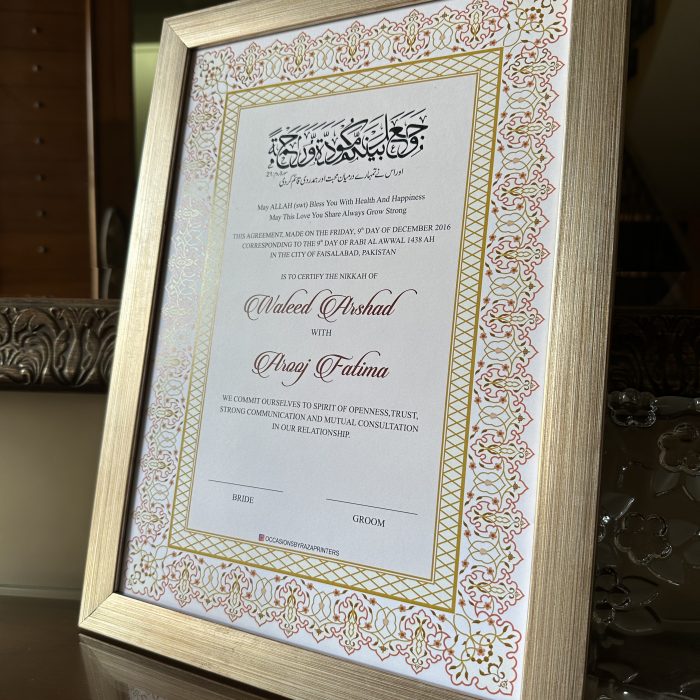 وَجَعَلَ بَيْنَكُم مَّوَدَّةً وَّرَحْمَةً
اور اس نے تمہارے درمیان محبت اور ہمدردی قائم کر دی
May ALLAH (swt) Bless You With Health And Happiness
May This Love You Share Always Grow Strong
THIS AGREEMENT, MADE ON THE FRIDAY, 9th DAY OF DECEMBER 2016
CORRESPONDING TO THE 9th DAY OF RABI AL AWWAL 1438 AH
IN THE CITY OF FAISALABAD, PAKISTAN
IS TO CERTIFY THE NIKKAH OF
Waleed Arshad
WITH
Arooj Fatima
WE COMMIT OURSELVES TO SPIRIT OF OPENNESS,TRUST,
STRONG COMMUNICATION AND MUTUAL CONSULTATION
IN OUR RELATIONSHIP.
BRIDE
GROOM
OCCASIONSBYRAZAPRINTERS